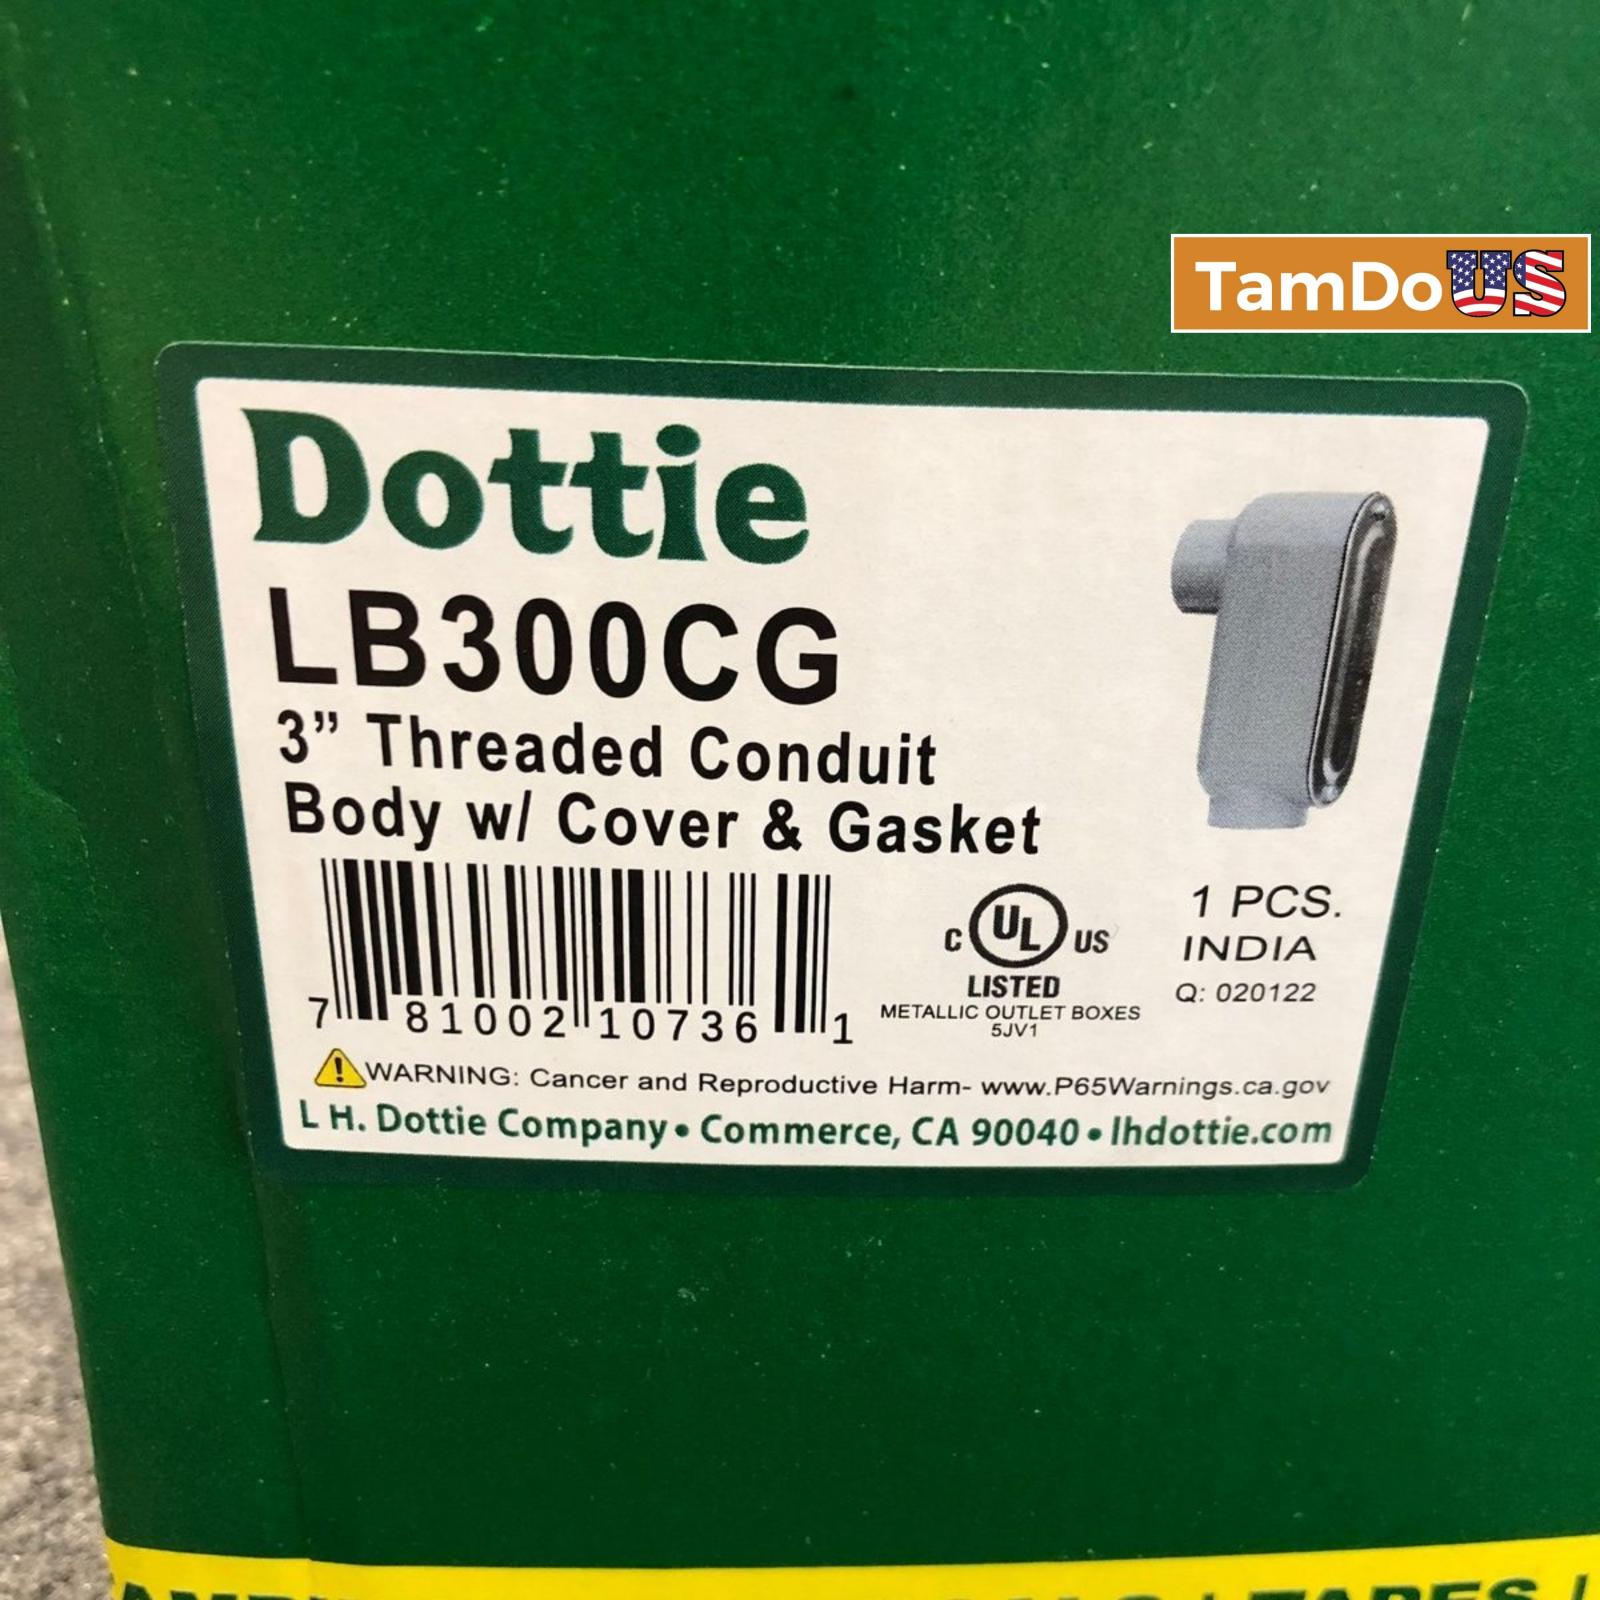 TamDoUS
Dottie
LB300CG
3” Threaded Conduit
Body w/ Cover & Gasket
7 81002 10736 1
C UL US
LISTED
METALLIC OUTLET BOXES
5JV1
1 PCS.
INDIA
Q: 020122
WARNING: Cancer and Reproductive Harm- www.P65Warnings.ca.gov
L H. Dottie Company • Commerce, CA 90040 • lhdottie.com
/ TAPES /